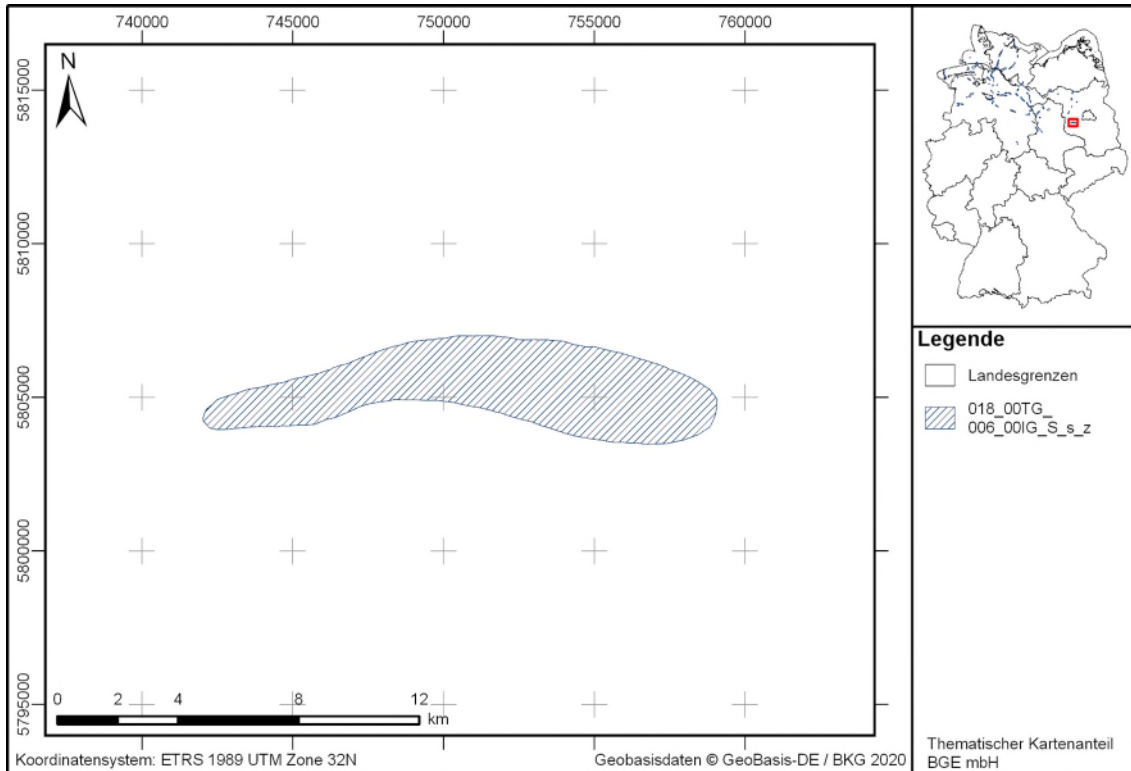 740000 745000 750000 755000 760000
N
5815000
5810000
5805000
5800000
5795000
0 2 4 8 12
km
Koordinatensystem: ETRS 1989 UTM Zone 32N
Geobasisdaten © GeoBasis-DE / BKG 2020
Legende
Landesgrenzen
018_00TG_
006_00IG_S_s_z
Thematischer Kartenanteil
BGE mbH